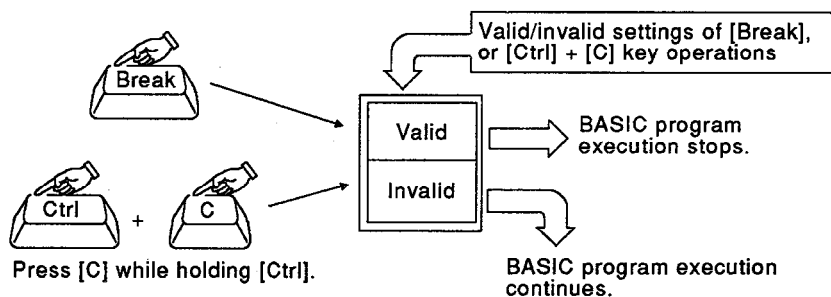 Valid/invalid settings of [Break],
or [Ctrl] + [C] key operations
Break
Valid
BASIC program
execution stops.
Invalid
Ctrl + C
Press [C] while holding [Ctrl].
BASIC program execution
continues.